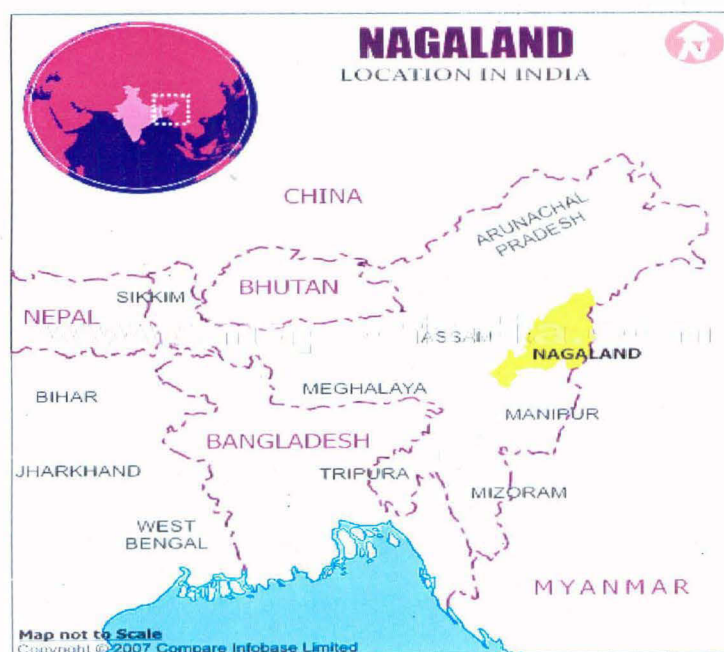 NAGALAND
LOCATION IN INDIA
N
CHINA
ARUNACHAL
PRADESH
SIKKIM
BHUTAN
NEPAL
ASSAM
NAGALAND
BIHAR
MEGHALAYA
MANIPUR
BANGLADESH
JHARKHAND
TRIPURA
MIZORAM
WEST
BENGAL
MYANMAR
Map not to Scale
Copyright © 2007 Compare Infobase Limited